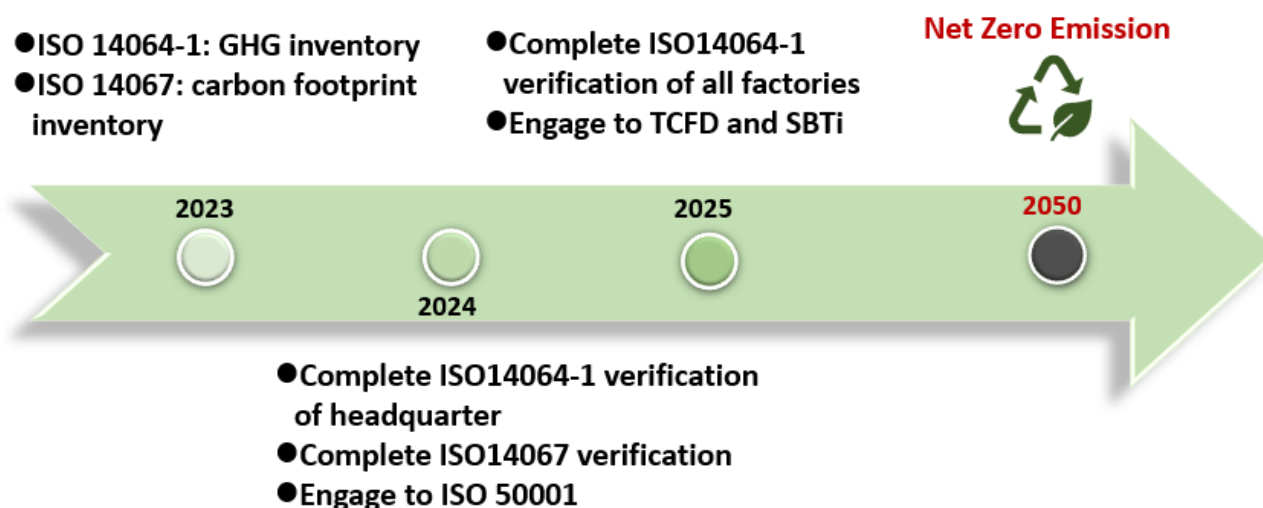 ●ISO 14064-1: GHG inventory
●ISO 14067: carbon footprint
inventory
●Complete ISO14064-1
verification of all factories
●Engage to TCFD and SBTi
Net Zero Emission
2023
2024
2025
2050
●Complete ISO14064-1 verification
of headquarter
●Complete ISO14067 verification
●Engage to ISO 50001